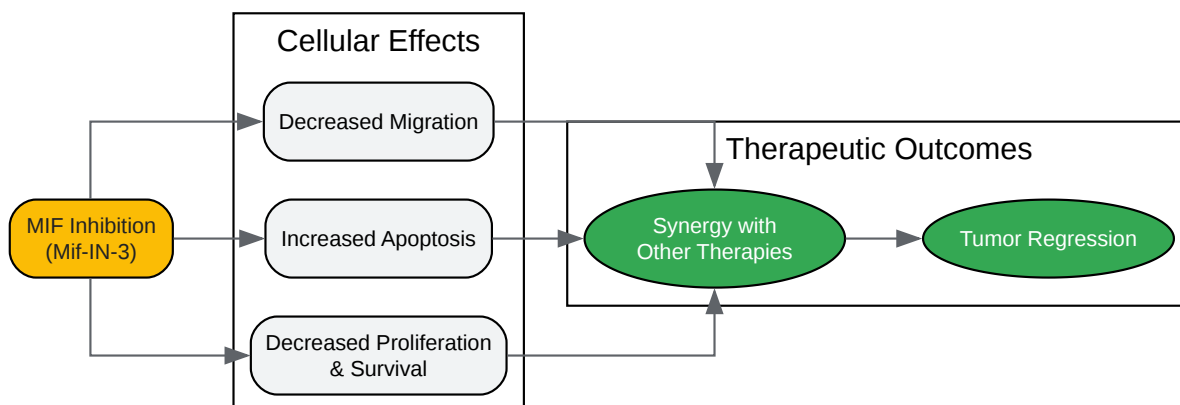 Cellular Effects
Decreased Migration
Therapeutic Outcomes
MIF Inhibition
(Mif-IN-3)
Increased Apoptosis
Synergy with
Other Therapies
Tumor Regression
Decreased Proliferation
& Survival